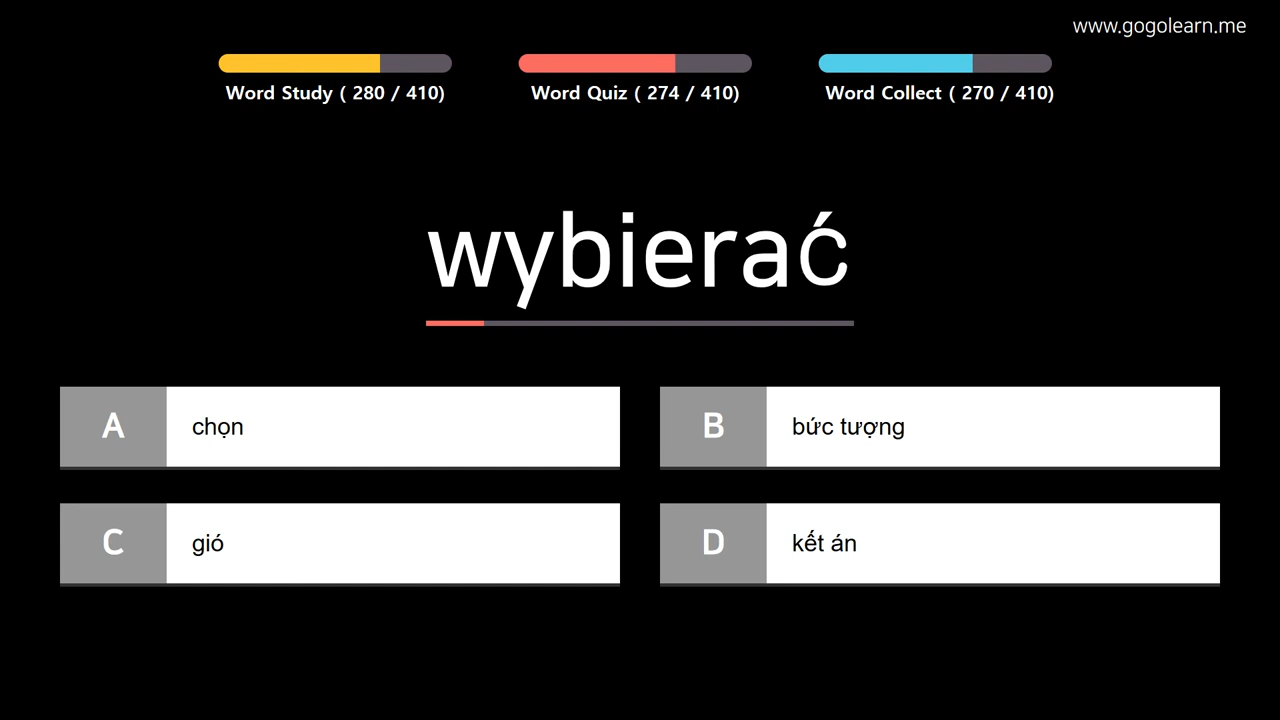 www.gogolearn.me
Word Study ( 280 / 410)
Word Quiz ( 274 / 410)
Word Collect ( 270 / 410)
wybierać
A chọn
B bức tượng
C gió
D kết án